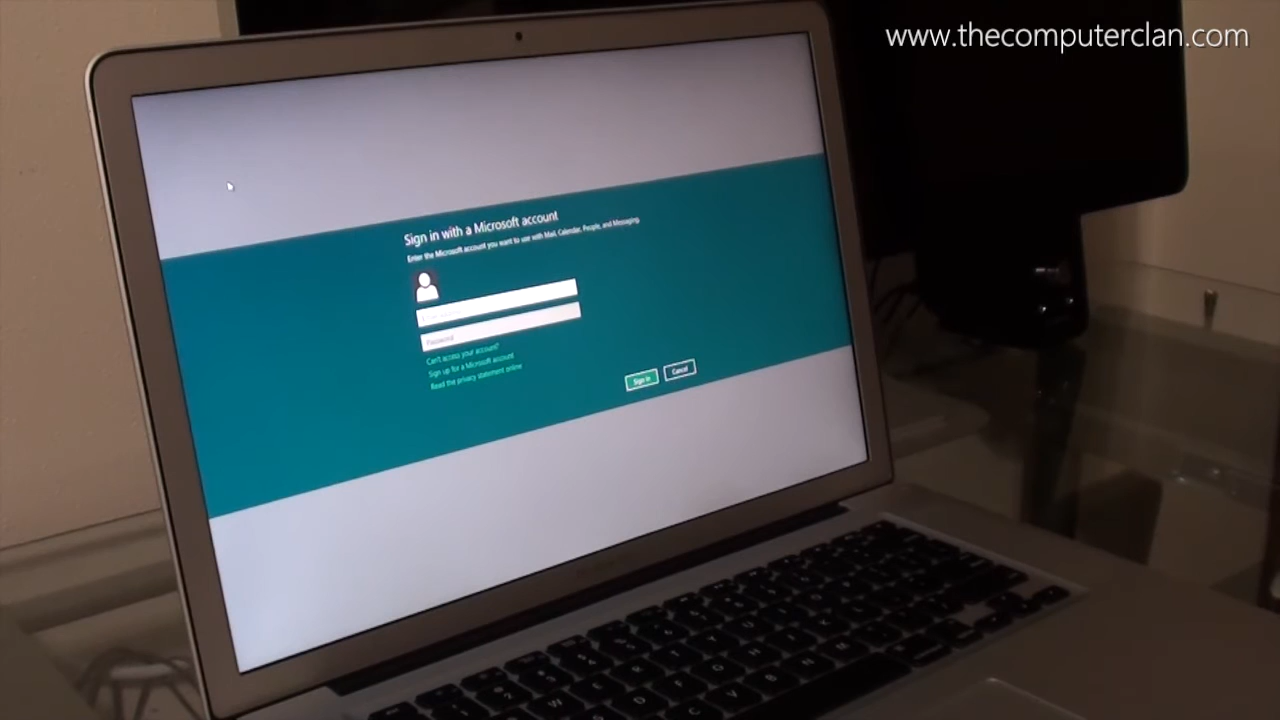 www.thecomputerclan.com
Sign in with a Microsoft account
Enter the Microsoft account you want to use with Mail, Calendar, People, and Messaging.
Password
Can't access your account?
Sign up for a Microsoft account
Read the privacy statement online
Sign in
Cancel